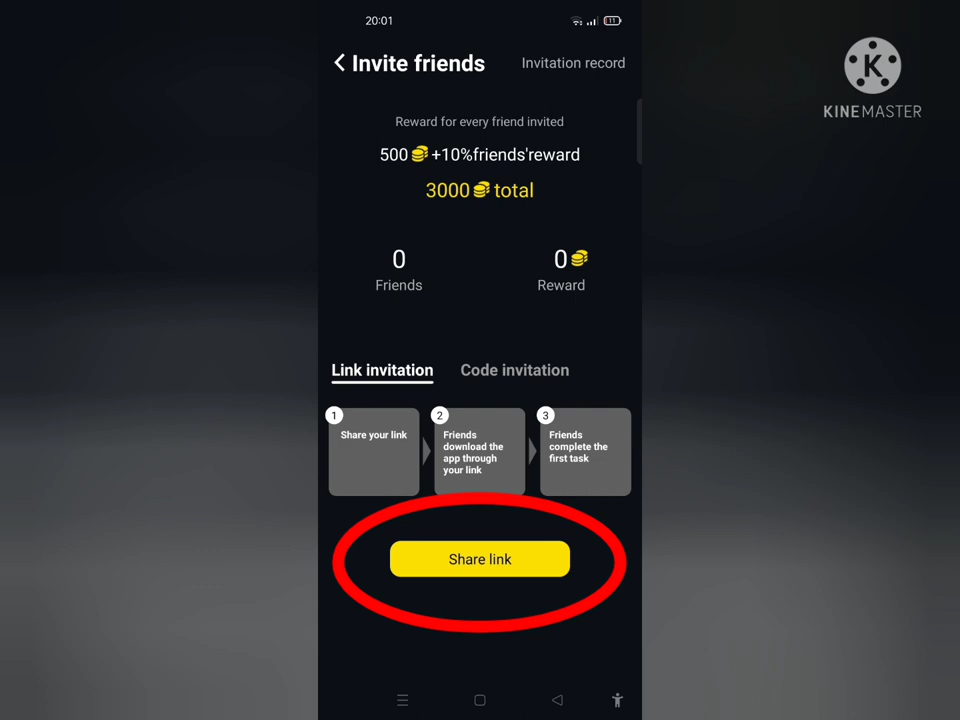 20:01
11
K
KINEMASTER
Invite friends
Invitation record
Reward for every friend invited
500 +10%friends'reward
3000 total
0
0
Friends
Reward
Link invitation
Code invitation
1
2
3
Share your link
Friends
download the
app through
your link
Friends
complete the
first task
Share link